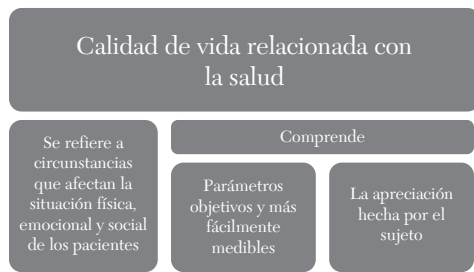 Calidad de vida relacionada con
la salud
Se refiere a
circunstancias
que afectan la
situación física,
emocional y social
de los pacientes
Comprende
Parámetros
objetivos y más
fácilmente
medibles
La apreciación
hecha por el
sujeto